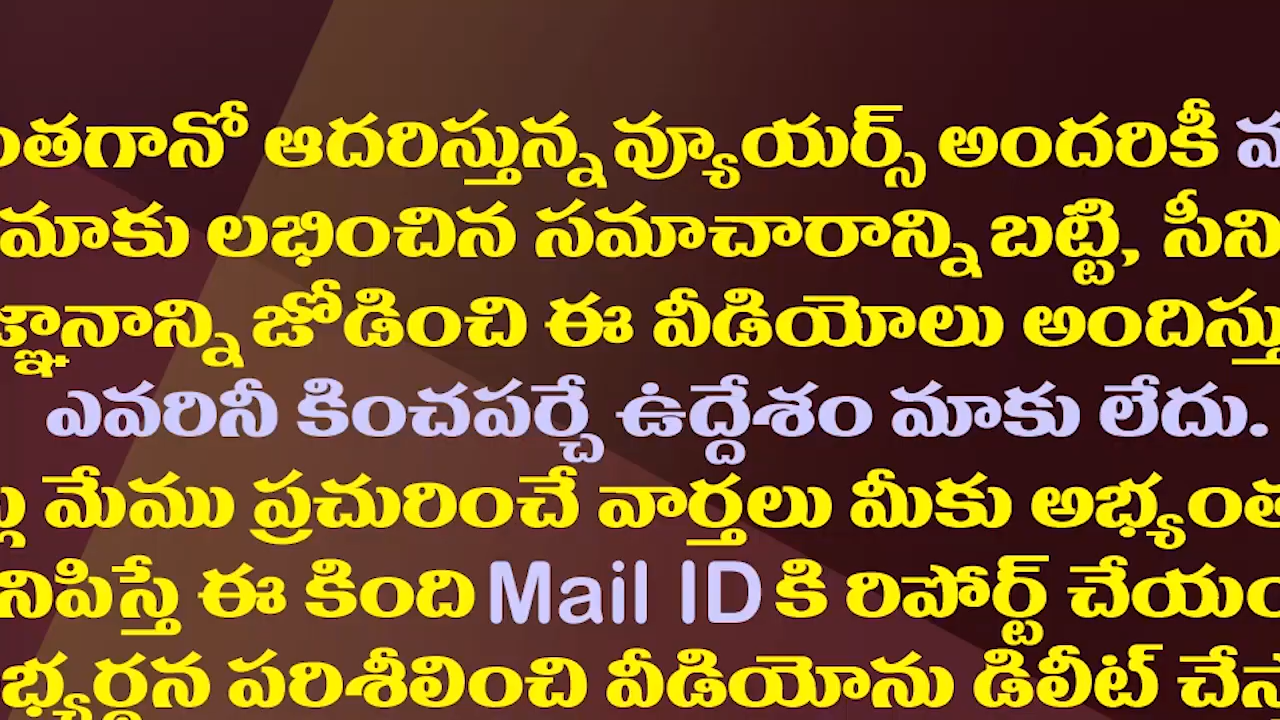 ంతగానో ఆదరిస్తున్న వ్యూయర్స్ అందరికీ
మాకు లభించిన సమాచారాన్ని బట్టి, సీని
జ్ఞానాన్ని జోడించి ఈ వీడియోలు అందిస్తు
ఎవరినీ కించపర్చే ఉద్దేశం మాకు లేదు.
మేము ప్రచురించే వార్తలు మీకు అభ్యంత
నిపిస్తే ఈ కింది Mail ID కి రిపోర్ట్ చేయం
భ్యర్థన పరిశీలించి వీడియోను డిలీట్ చేస